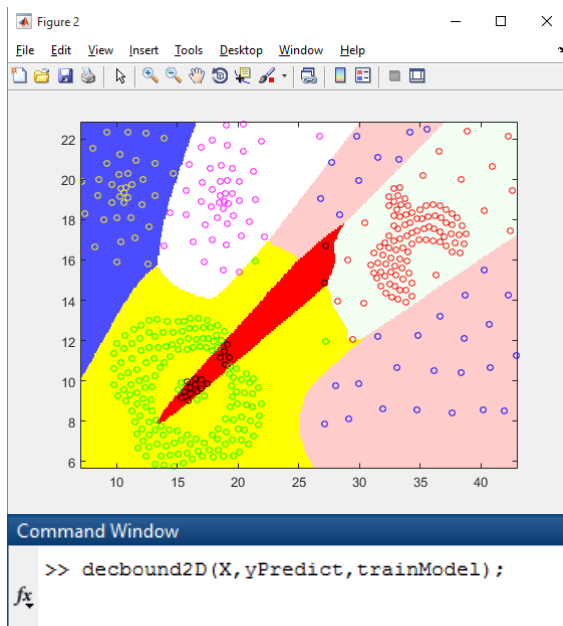 Figure 2
File Edit View Insert Tools Desktop Window Help
22
20
18
16
14
12
10
8
6
10 15 20 25 30 35 40
Command Window
>> decbound2D(X,yPredict,trainModel);
fx